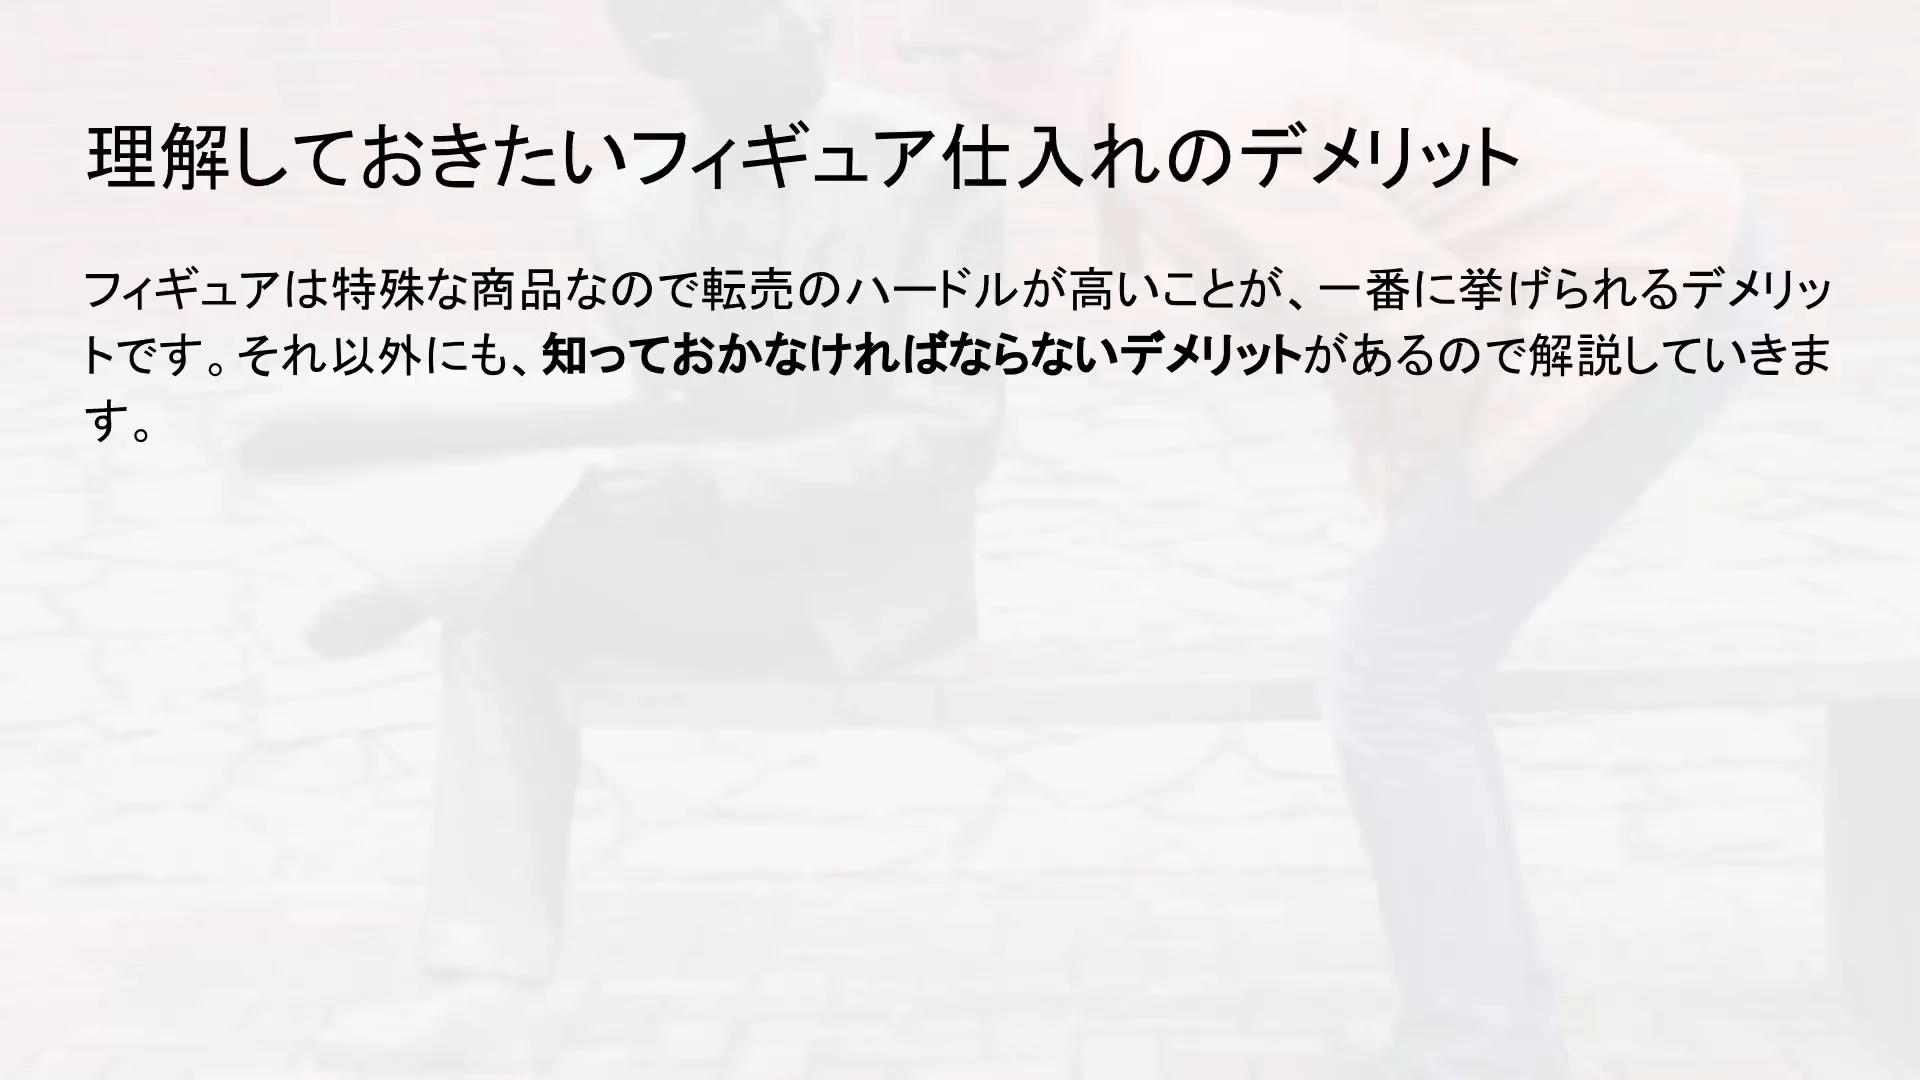 理解しておきたいフィギュア仕入れのデメリット
フィギュアは特殊な商品なので転売のハードルが高いことが、一番に挙げられるデメリッ
トです。それ以外にも、知っておかなければならないデメリットがあるので解説していきま
す。